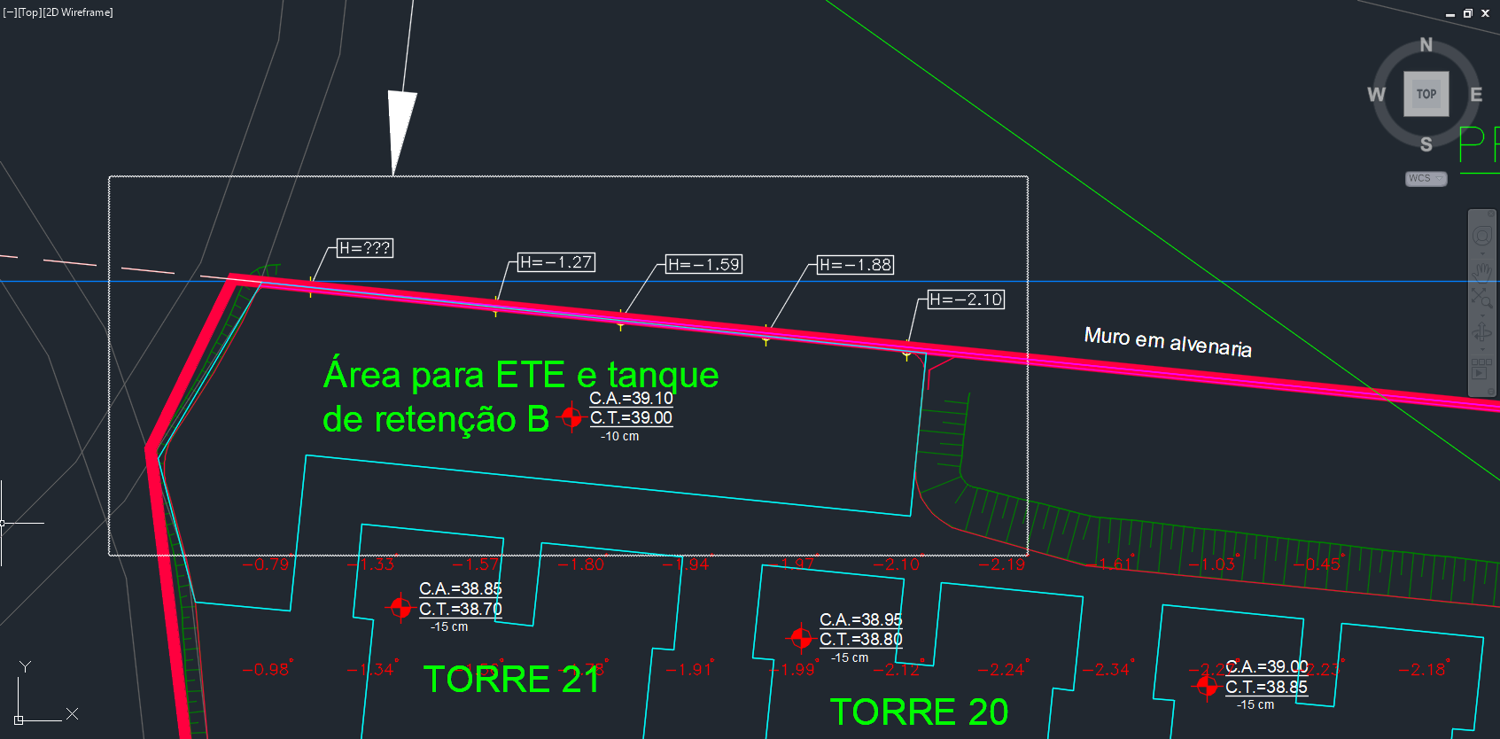 [−][Top][2D Wireframe]
N
W
TOP
E
S
WCS
H=???
H=−1.27
H=−1.59
H=−1.88
H=−2.10
Muro em alvenaria
Área para ETE e tanque
de retenção B
C.A.=39.10
C.T.=39.00
-10 cm
−0.79
−1.33
−1.57
−1.80
−1.94
−1.97
−2.10
−2.19
−1.61
−1.03
−0.45
C.A.=38.85
C.T.=38.70
-15 cm
C.A.=38.95
C.T.=38.80
-15 cm
C.A.=39.00
C.T.=38.85
-15 cm
−0.98
−1.34
−1.91
−1.99
−2.12
−2.24
−2.34
−2.18
TORRE 21
TORRE 20
Y
X